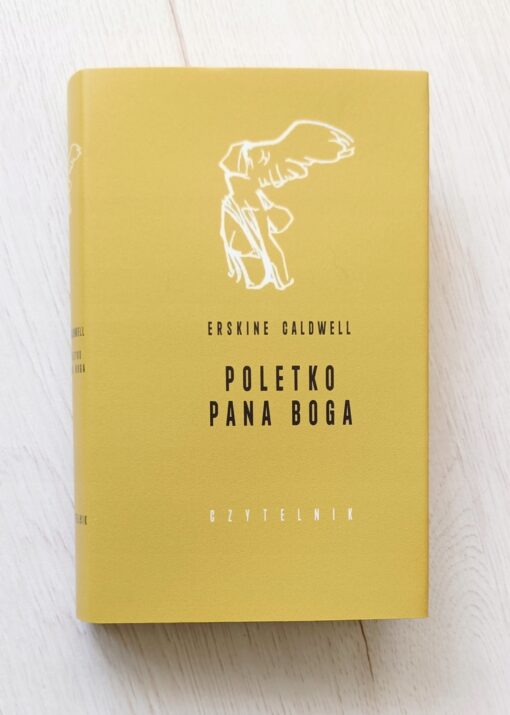 ERSKINE CALDWELL
POLETKO
PANA BOGA
CZYTELNIK